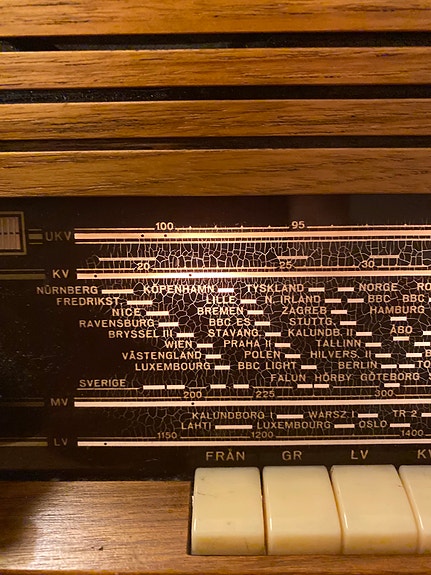 100 95
UKV
20 25 30
KV
NÜRNBERG KÖPENHAMN TYSKLAND NORGE
FREDRIKST. LILLE N. IRLAND BBC BBC
NICE BREMEN ZAGREB HAMBURG
RAVENSBURG BBC ES STUTTG.
BRYSSEL III STAVANG. KALUNDB. II ÅBO
WIEN PRAHA II TALLINN
VÄSTENGLAND POLEN HILVERS. II
LUXEMBOURG BBC LIGHT BERLIN
SVERIGE FALUN HÖRBY GÖTEBORG
200 225 300
MV
KALUNDBORG I WARSZ. I TR 2
LAHTI LUXEMBOURG OSLO
LV 1150 1200 1400
FRÅN GR LV